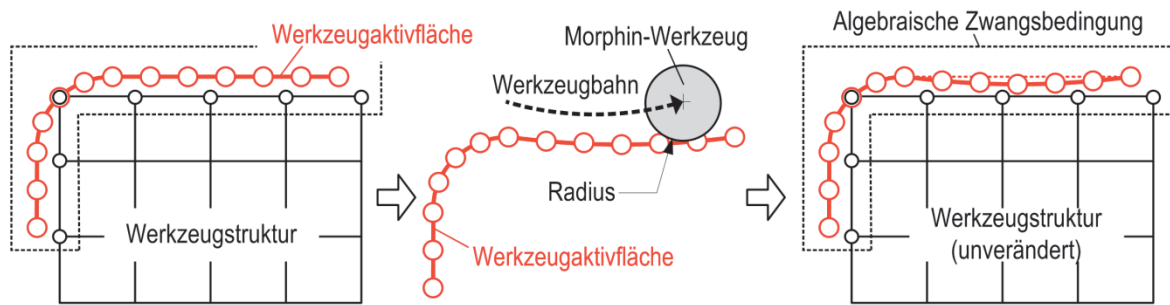 Werkzeugaktivfläche
Werkzeugstruktur
Morphin-Werkzeug
Werkzeugbahn
Radius
Werkzeugaktivfläche
Algebraische Zwangsbedingung
Werkzeugstruktur
(unverändert)